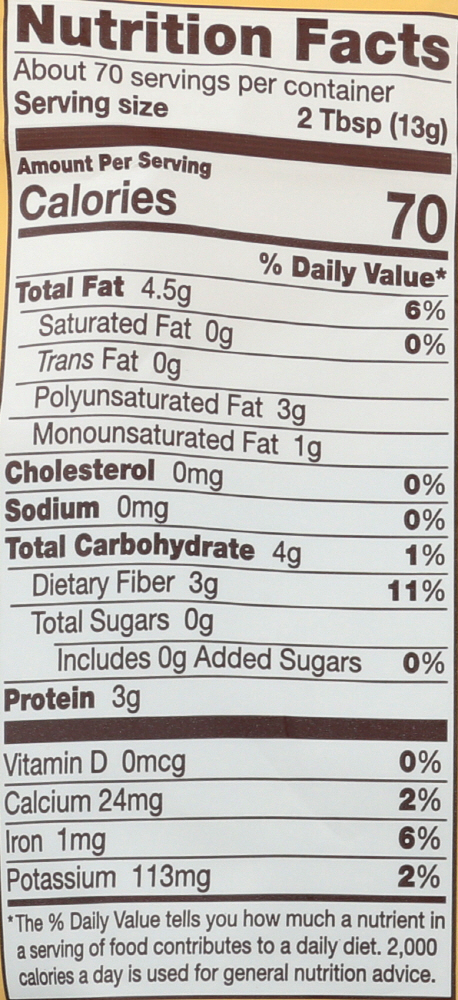 Nutrition Facts
About 70 servings per container
Serving size 2 Tbsp (13g)
Amount Per Serving
Calories 70
% Daily Value*
Total Fat 4.5g 6%
Saturated Fat 0g 0%
Trans Fat 0g
Polyunsaturated Fat 3g
Monounsaturated Fat 1g
Cholesterol 0mg 0%
Sodium 0mg 0%
Total Carbohydrate 4g 1%
Dietary Fiber 3g 11%
Total Sugars 0g
Includes 0g Added Sugars 0%
Protein 3g
Vitamin D 0mcg 0%
Calcium 24mg 2%
Iron 1mg 6%
Potassium 113mg 2%
*The % Daily Value tells you how much a nutrient in
a serving of food contributes to a daily diet. 2,000
calories a day is used for general nutrition advice.